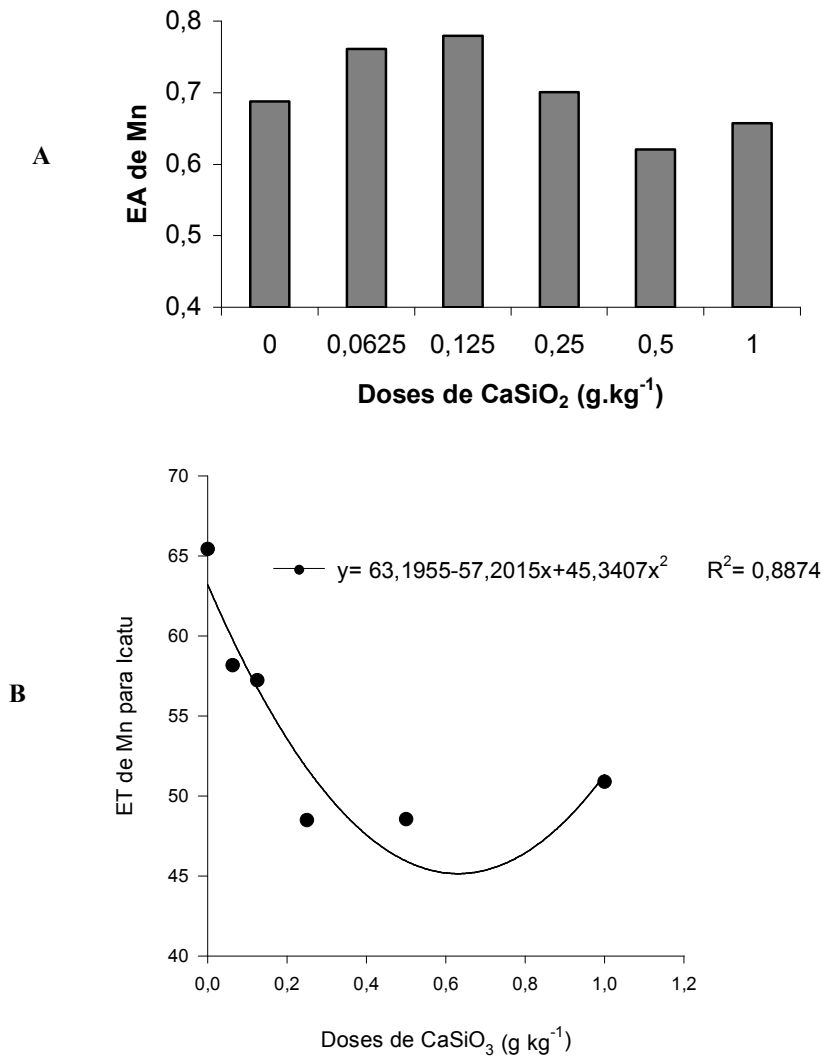 A
EA de Mn
0,8
0,7
0,6
0,5
0,4
0 0,0625 0,125 0,25 0,5 1
Doses de CaSiO₂ (g.kg⁻¹)
B
ET de Mn para Icatu
70
65
60
55
50
45
40
y= 63,1955-57,2015x+45,3407x² R²= 0,8874
0,0 0,2 0,4 0,6 0,8 1,0 1,2
Doses de CaSiO₃ (g kg⁻¹)